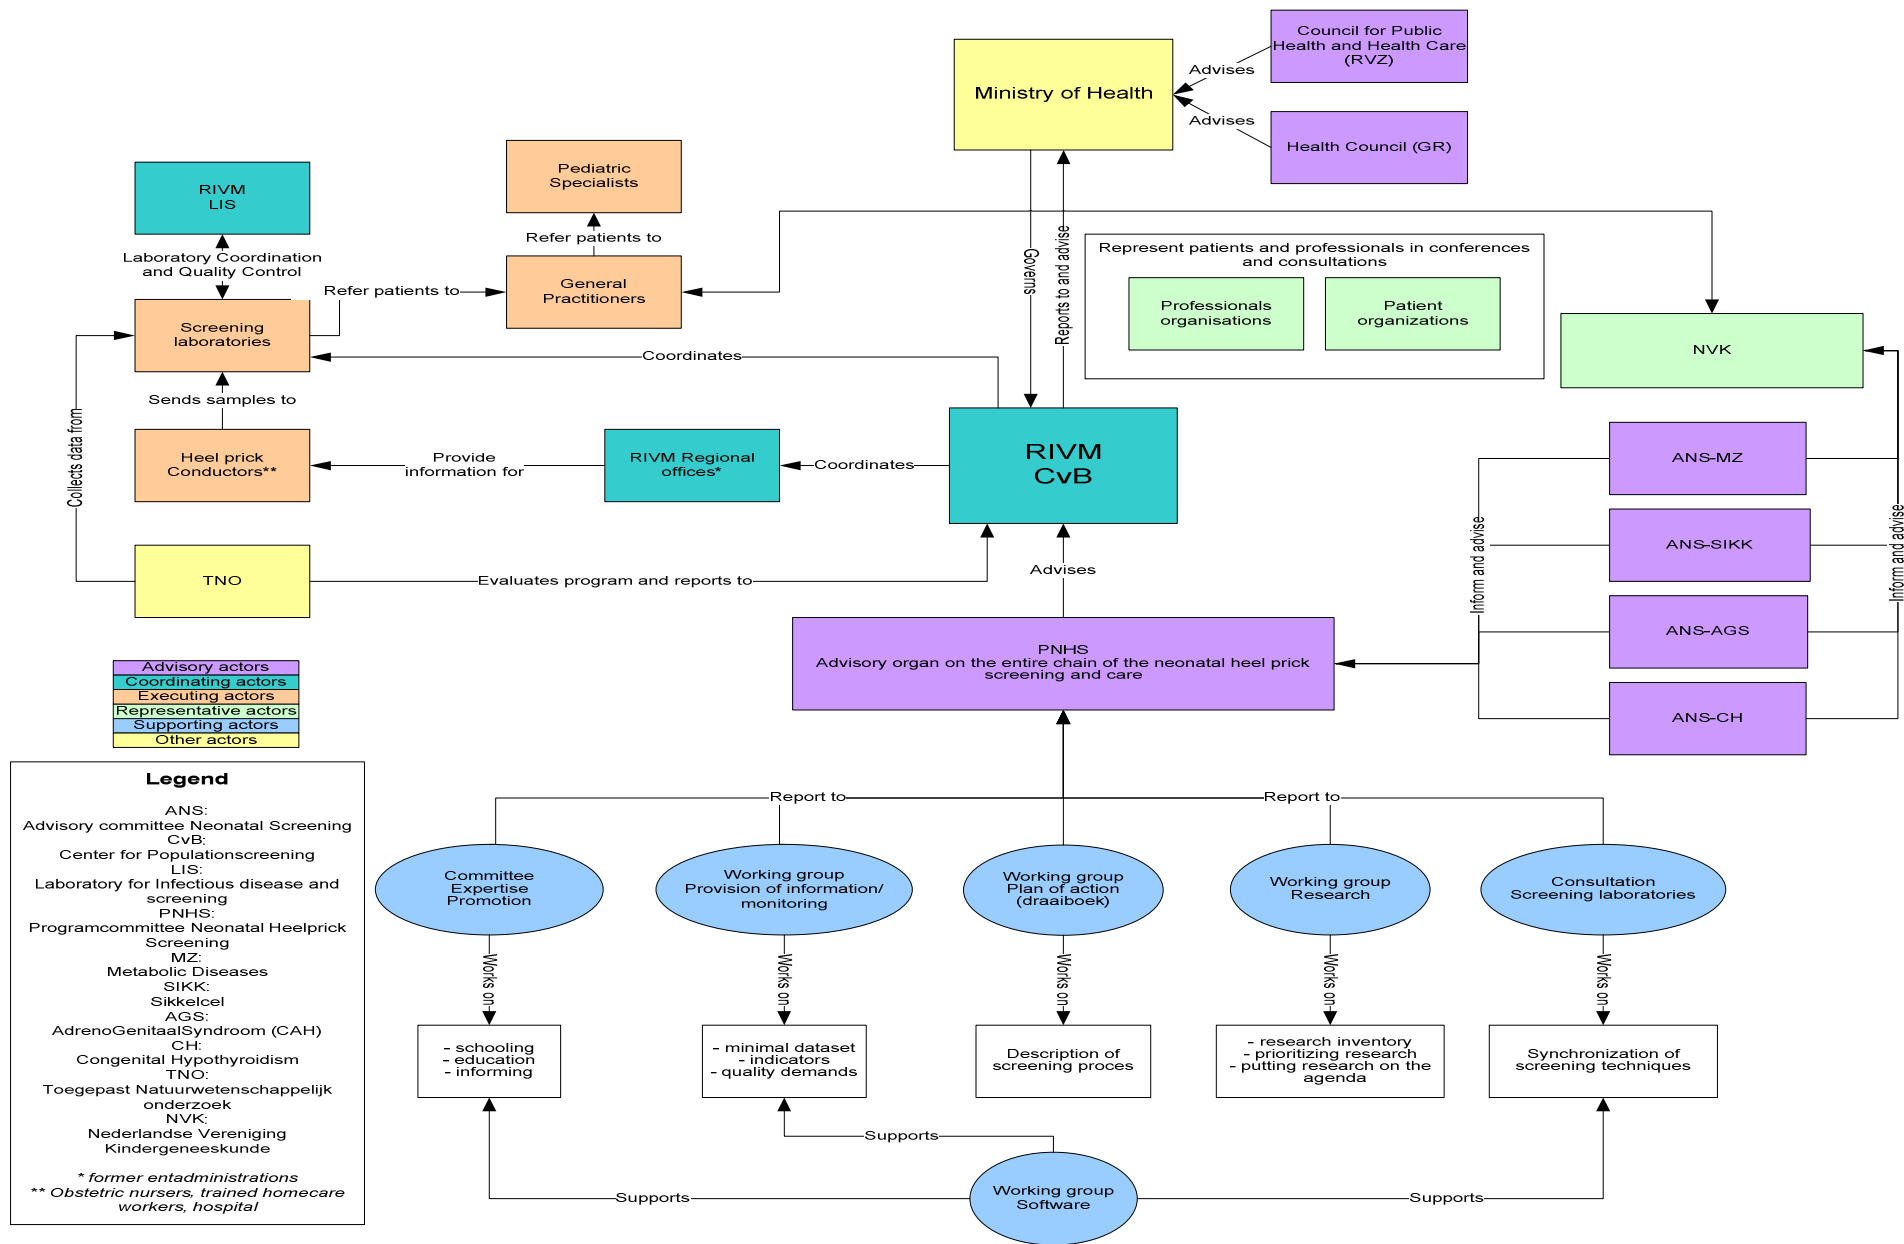 Council for Public
Health and Health Care
(RVZ)
Advises
Ministry of Health
Advises
Health Council (GR)
Pediatric
Specialists
RIVM
LIS
Refer patients to
Laboratory Coordination
and Quality Control
General
Practitioners
Refer patients to
Governs
Reports to and advise
Represent patients and professionals in conferences
and consultations
Professionals
organisations
Patient
organizations
Screening
laboratories
NVK
Coordinates
Sends samples to
Collects data from
Heel prick
Conductors**
Provide
information for
RIVM Regional
offices*
Coordinates
RIVM
CvB
ANS-MZ
ANS-SIKK
Inform and advise
Inform and advise
TNO
Evaluates program and reports to
Advises
ANS-AGS
PNHS
Advisory organ on the entire chain of the neonatal heel prick
screening and care
ANS-CH
Advisory actors
Coordinating actors
Executing actors
Representative actors
Supporting actors
Other actors
Legend
ANS:
Advisory committee Neonatal Screening
CvB:
Center for Populationscreening
LIS:
Laboratory for Infectious disease and
screening
PNHS:
Programcommittee Neonatal Heelprick
Screening
MZ:
Metabolic Diseases
SIKK:
Sikkelcel
AGS:
AdrenoGenitaalSyndroom (CAH)
CH:
Congenital Hypothyroidism
TNO:
Toegepast Natuurwetenschappelijk
onderzoek
NVK:
Nederlandse Vereniging
Kindergeneeskunde
* former entadministrations
** Obstetric nursers, trained homecare
workers, hospital
Report to
Report to
Committee
Expertise
Promotion
Working group
Provision of information/
monitoring
Working group
Plan of action
(draaiboek)
Working group
Research
Consultation
Screening laboratories
Works on
Works on
Works on
Works on
Works on
- schooling
- education
- informing
- minimal dataset
- indicators
- quality demands
Description of
screening proces
- research inventory
- prioritizing research
- putting research on the
agenda
Synchronization of
screening techniques
Supports
Supports
Working group
Software
Supports